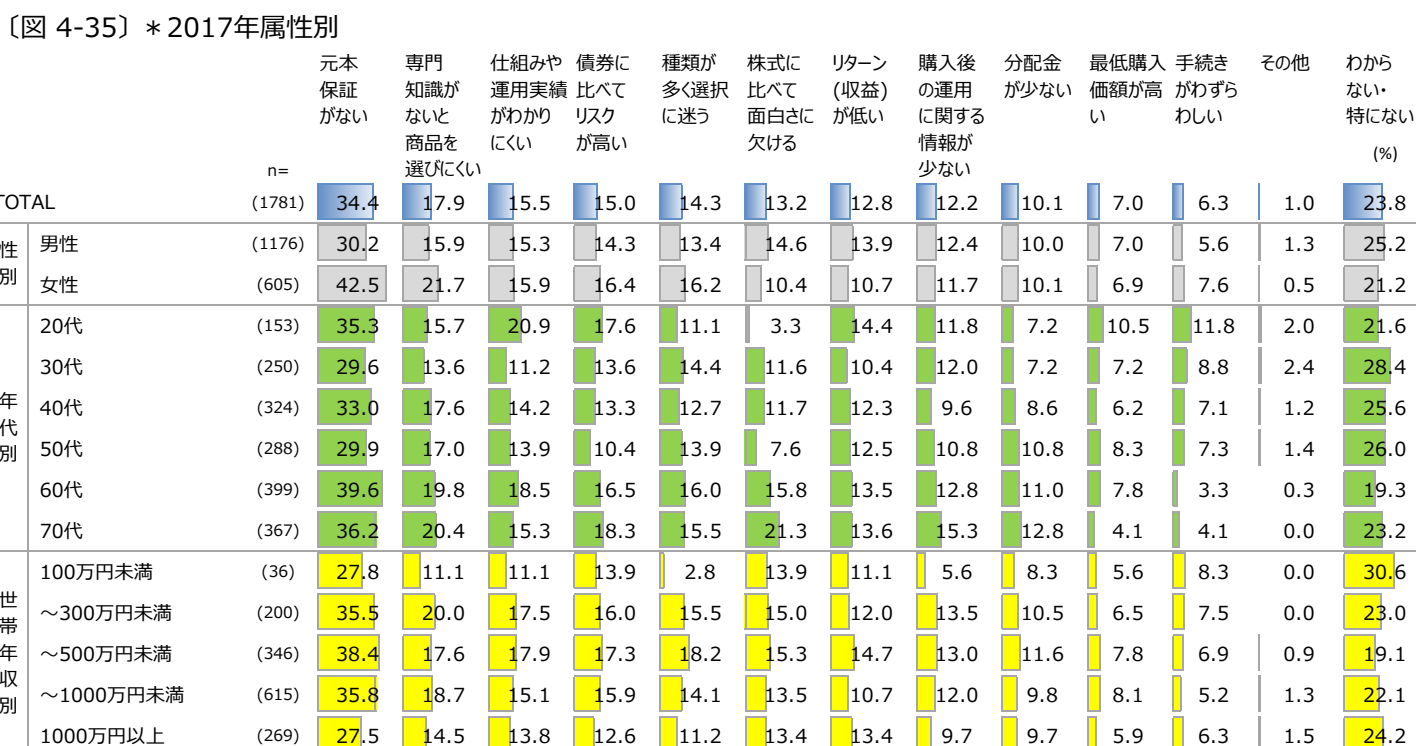 〔図 4-35〕＊2017年属性別
n=
元本保証がない
専門知識がないと商品を選びにくい
仕組みや運用実績がわかりにくい
債券に比べてリスクが高い
種類が多く選択に迷う
株式に比べて面白さに欠ける
リターン(収益)が低い
購入後の運用に関する情報が少ない
分配金が少ない
最低購入価額が高い
手続きがわずらわしい
その他
わからない・特にない
(%)
TOTAL (1781) 34.4 17.9 15.5 15.0 14.3 13.2 12.8 12.2 10.1 7.0 6.3 1.0 23.8
性別
男性 (1176) 30.2 15.9 15.3 14.3 13.4 14.6 13.9 12.4 10.0 7.0 5.6 1.3 25.2
女性 (605) 42.5 21.7 15.9 16.4 16.2 10.4 10.7 11.7 10.1 6.9 7.6 0.5 21.2
年代別
20代 (153) 35.3 15.7 20.9 17.6 11.1 3.3 14.4 11.8 7.2 10.5 11.8 2.0 21.6
30代 (250) 29.6 13.6 11.2 13.6 14.4 11.6 10.4 12.0 7.2 7.2 8.8 2.4 28.4
40代 (324) 33.0 17.6 14.2 13.3 12.7 11.7 12.3 9.6 8.6 6.2 7.1 1.2 25.6
50代 (288) 29.9 17.0 13.9 10.4 13.9 7.6 12.5 10.8 10.8 8.3 7.3 1.4 26.0
60代 (399) 39.6 19.8 18.5 16.5 16.0 15.8 13.5 12.8 11.0 7.8 3.3 0.3 19.3
70代 (367) 36.2 20.4 15.3 18.3 15.5 21.3 13.6 15.3 12.8 4.1 4.1 0.0 23.2
世帯年収別
100万円未満 (36) 27.8 11.1 11.1 13.9 2.8 13.9 11.1 5.6 8.3 5.6 8.3 0.0 30.6
～300万円未満 (200) 35.5 20.0 17.5 16.0 15.5 15.0 12.0 13.5 10.5 6.5 7.5 0.0 23.0
～500万円未満 (346) 38.4 17.6 17.9 17.3 18.2 15.3 14.7 13.0 11.6 7.8 6.9 0.9 19.1
～1000万円未満 (615) 35.8 18.7 15.1 15.9 14.1 13.5 10.7 12.0 9.8 8.1 5.2 1.3 22.1
1000万円以上 (269) 27.5 14.5 13.8 12.6 11.2 13.4 13.4 9.7 9.7 5.9 6.3 1.5 24.2